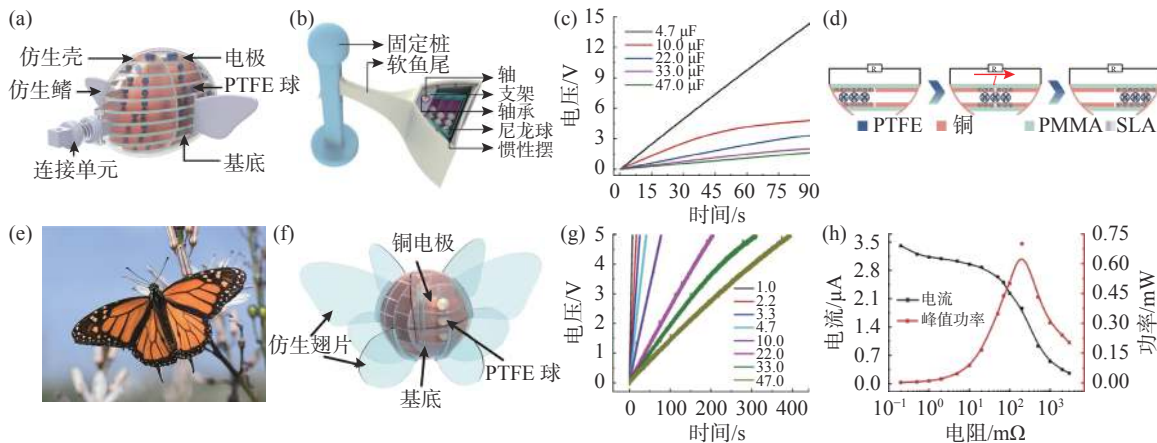 (a)
仿生壳
电极
仿生鳍
PTFE 球
连接单元
基底
(b)
固定桩
软鱼尾
轴
支架
轴承
尼龙球
惯性摆
(c)
15
12
9
6
3
0
电压/V
4.7 μF
10.0 μF
22.0 μF
33.0 μF
47.0 μF
0 15 30 45 60 75 90
时间/s
(d)
R
R
R
PTFE 铜 PMMA SLA
(e)
(f)
铜电极
仿生翅片
PTFE 球
基底
(g)
5
4
3
2
1
0
电压/V
1.0
2.2
3.3
4.7
10.0
22.0
33.0
47.0
0 100 200 300 400
时间/s
(h)
3.5
2.8
2.1
1.4
0.7
0.0
电流/μA
电流
峰值功率
0.75
0.60
0.45
0.30
0.15
0.00
功率/mW
10⁻¹ 10⁰ 10¹ 10² 10³
电阻/mΩ